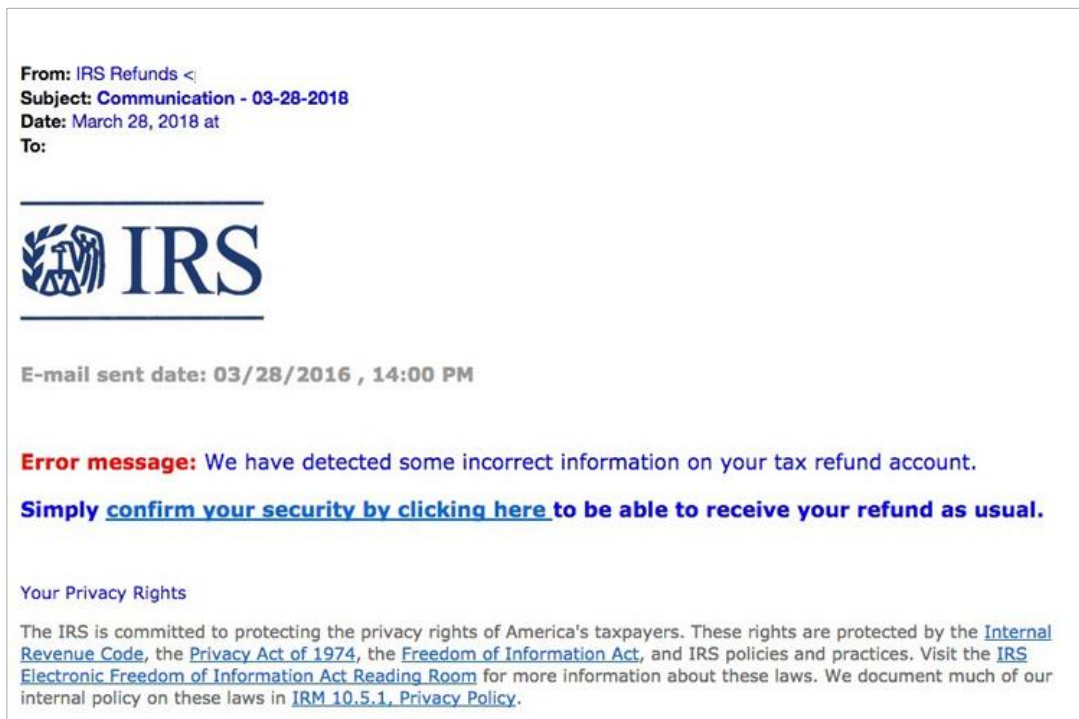 From: IRS Refunds <
Subject: Communication - 03-28-2018
Date: March 28, 2018 at
To:
IRS
E-mail sent date: 03/28/2016 , 14:00 PM
Error message: We have detected some incorrect information on your tax refund account.
Simply confirm your security by clicking here to be able to receive your refund as usual.
Your Privacy Rights
The IRS is committed to protecting the privacy rights of America's taxpayers. These rights are protected by the Internal
Revenue Code, the Privacy Act of 1974, the Freedom of Information Act, and IRS policies and practices. Visit the IRS
Electronic Freedom of Information Act Reading Room for more information about these laws. We document much of our
internal policy on these laws in IRM 10.5.1, Privacy Policy.